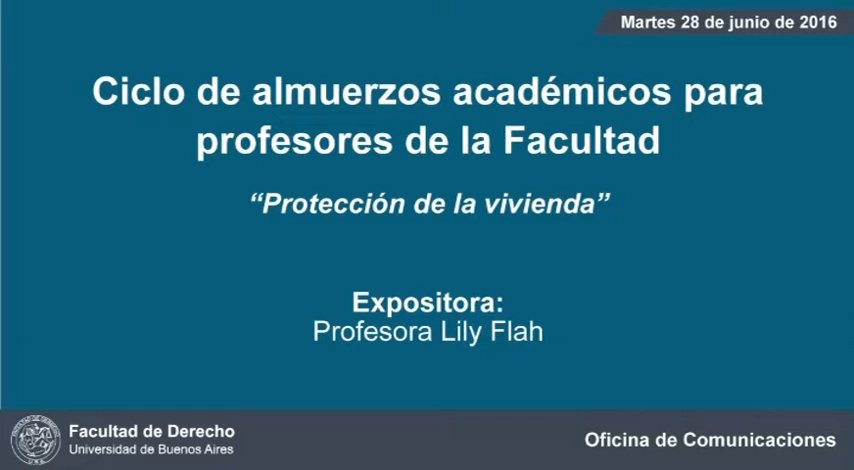 Martes 28 de junio de 2016
Ciclo de almuerzos académicos para
profesores de la Facultad
“Protección de la vivienda”
Expositora:
Profesora Lily Flah
Facultad de Derecho
Universidad de Buenos Aires
Oficina de Comunicaciones